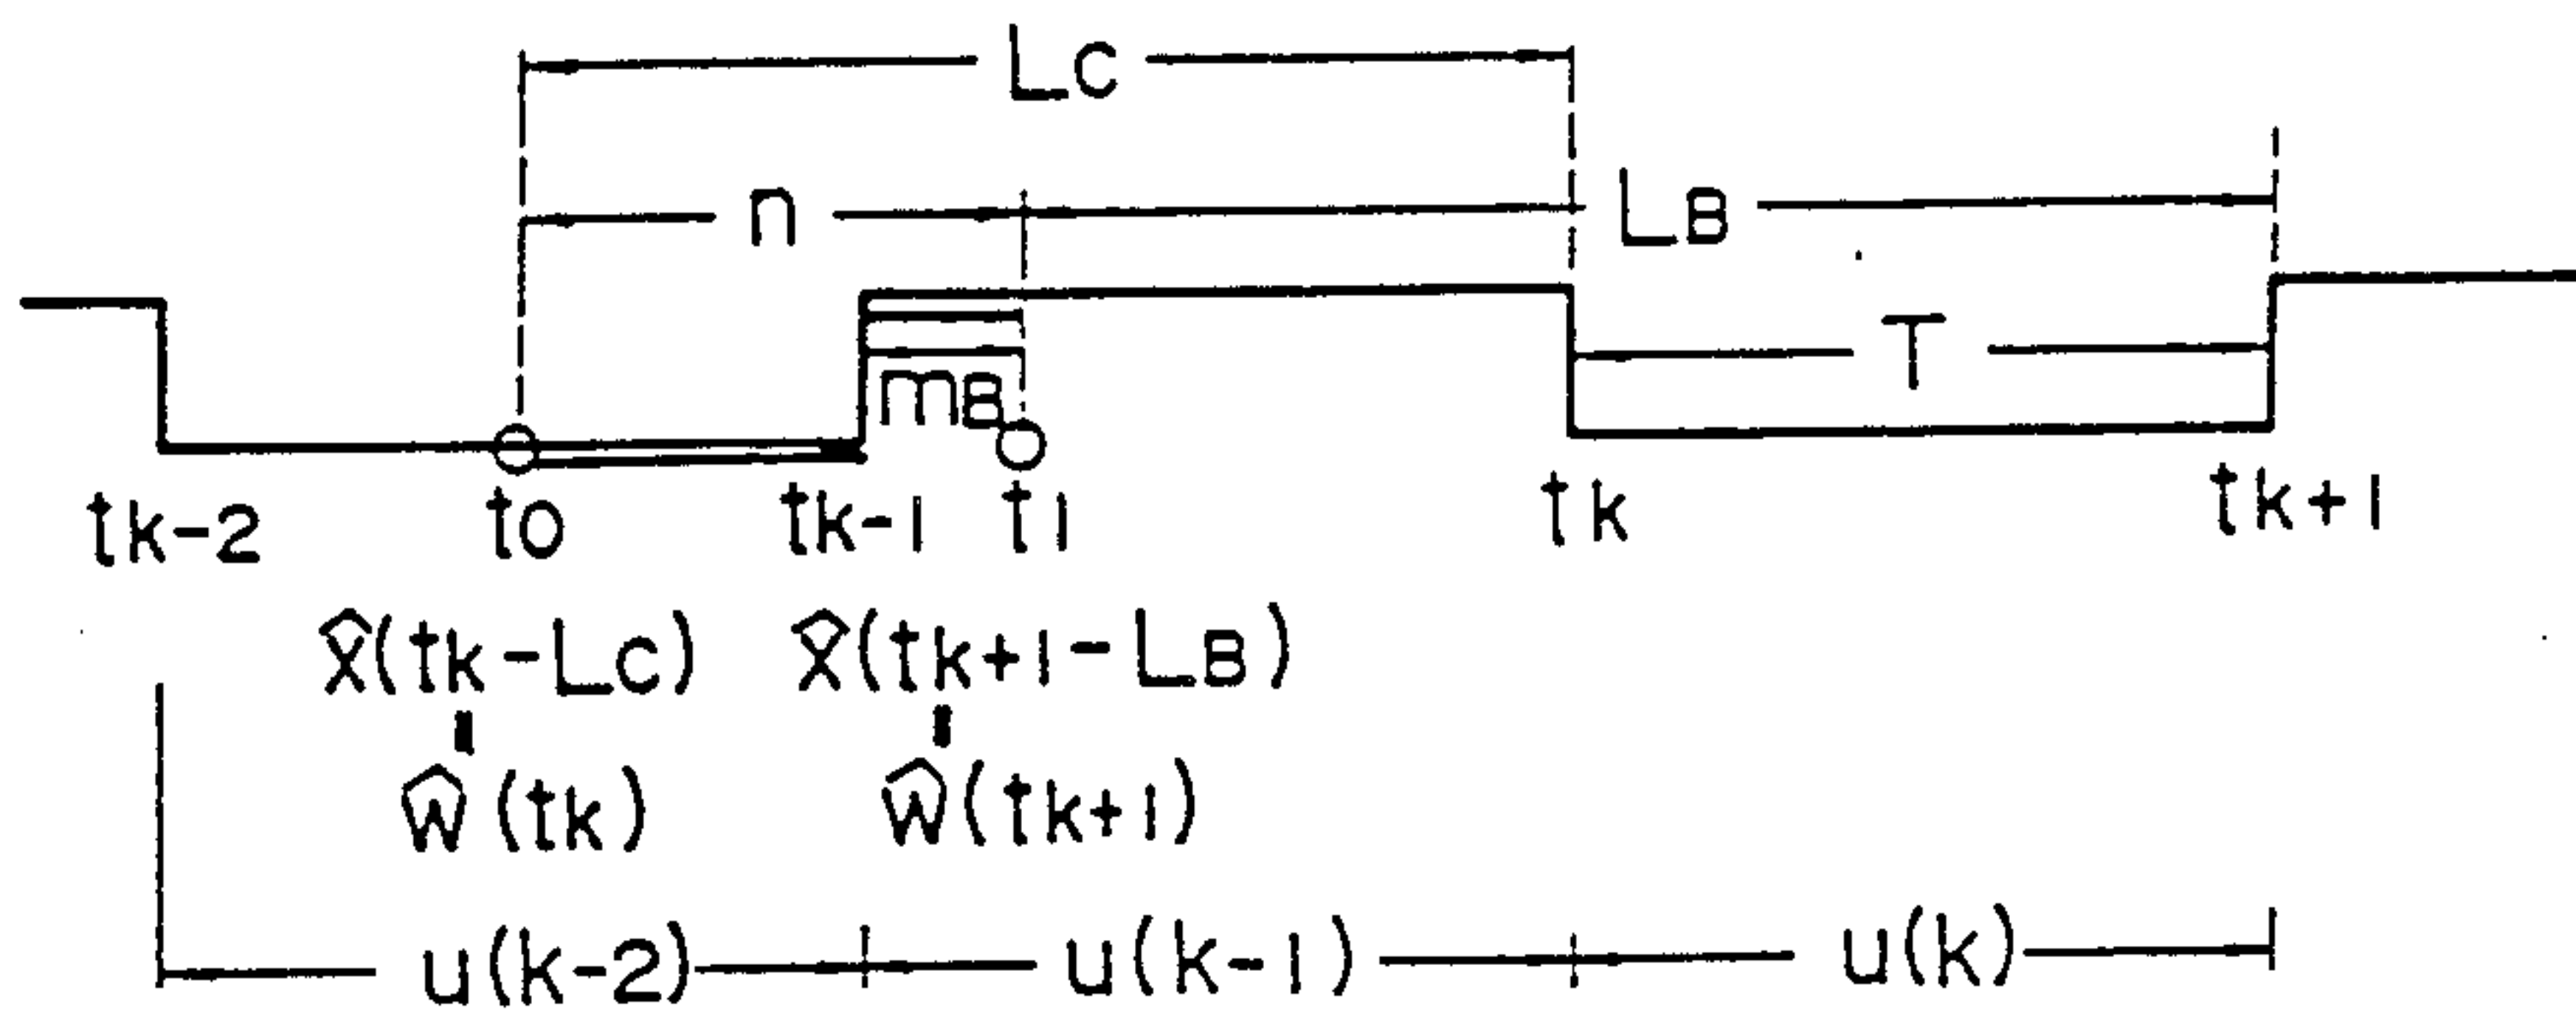 Lc
n LB
T
mB
tk-2 t0 tk-1 t1 tk tk+1
x̂(tk-Lc) x̂(tk+1-LB)
=
=
ŵ(tk) ŵ(tk+1)
u(k-2) u(k-1) u(k)